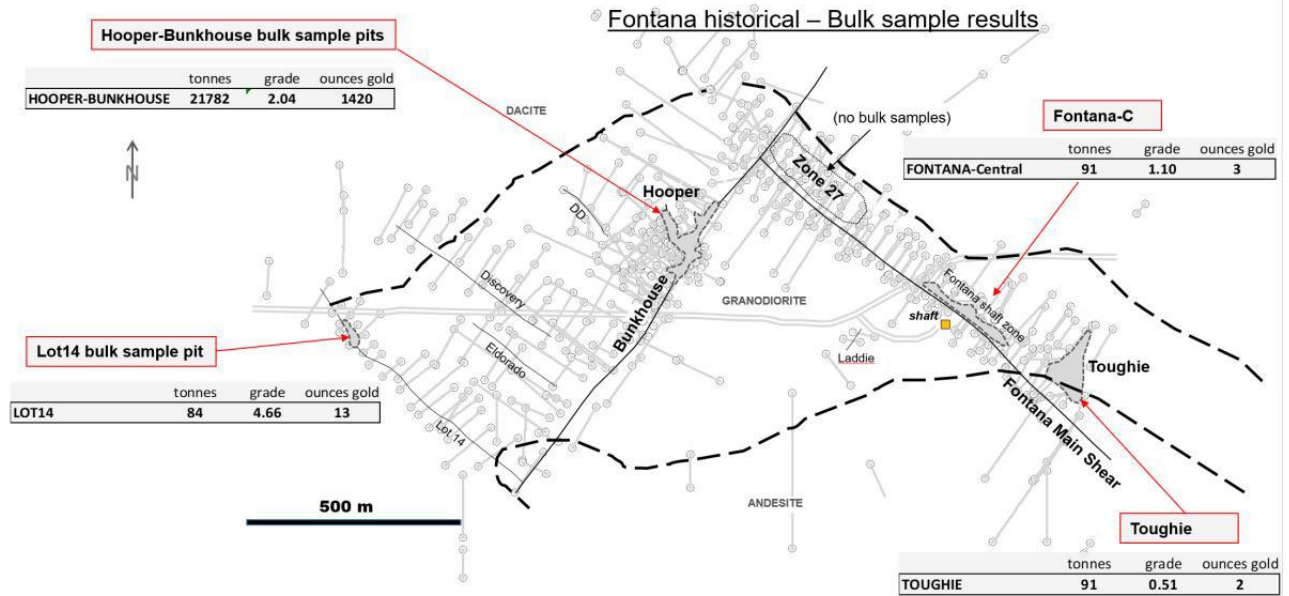 Fontana historical – Bulk sample results
Hooper-Bunkhouse bulk sample pits
tonnes grade ounces gold
HOOPER-BUNKHOUSE 21782 2.04 1420
N
DACITE
(no bulk samples)
Fontana-C
tonnes grade ounces gold
FONTANA-Central 91 1.10 3
Zone 27
Hooper
DD
Discovery
Bunkhouse
GRANODIORITE
Fontana shaft zone
shaft
Laddie
Toughie
Lot14 bulk sample pit
Eldorado
tonnes grade ounces gold
LOT14 84 4.66 13
Lot 14
Fontana Main Shear
500 m
ANDESITE
Toughie
tonnes grade ounces gold
TOUGHIE 91 0.51 2